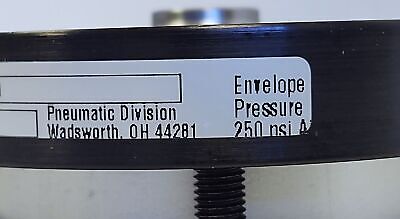 Pneumatic Division
Wadsworth, OH 44281
Envelope
Pressure
250 psi